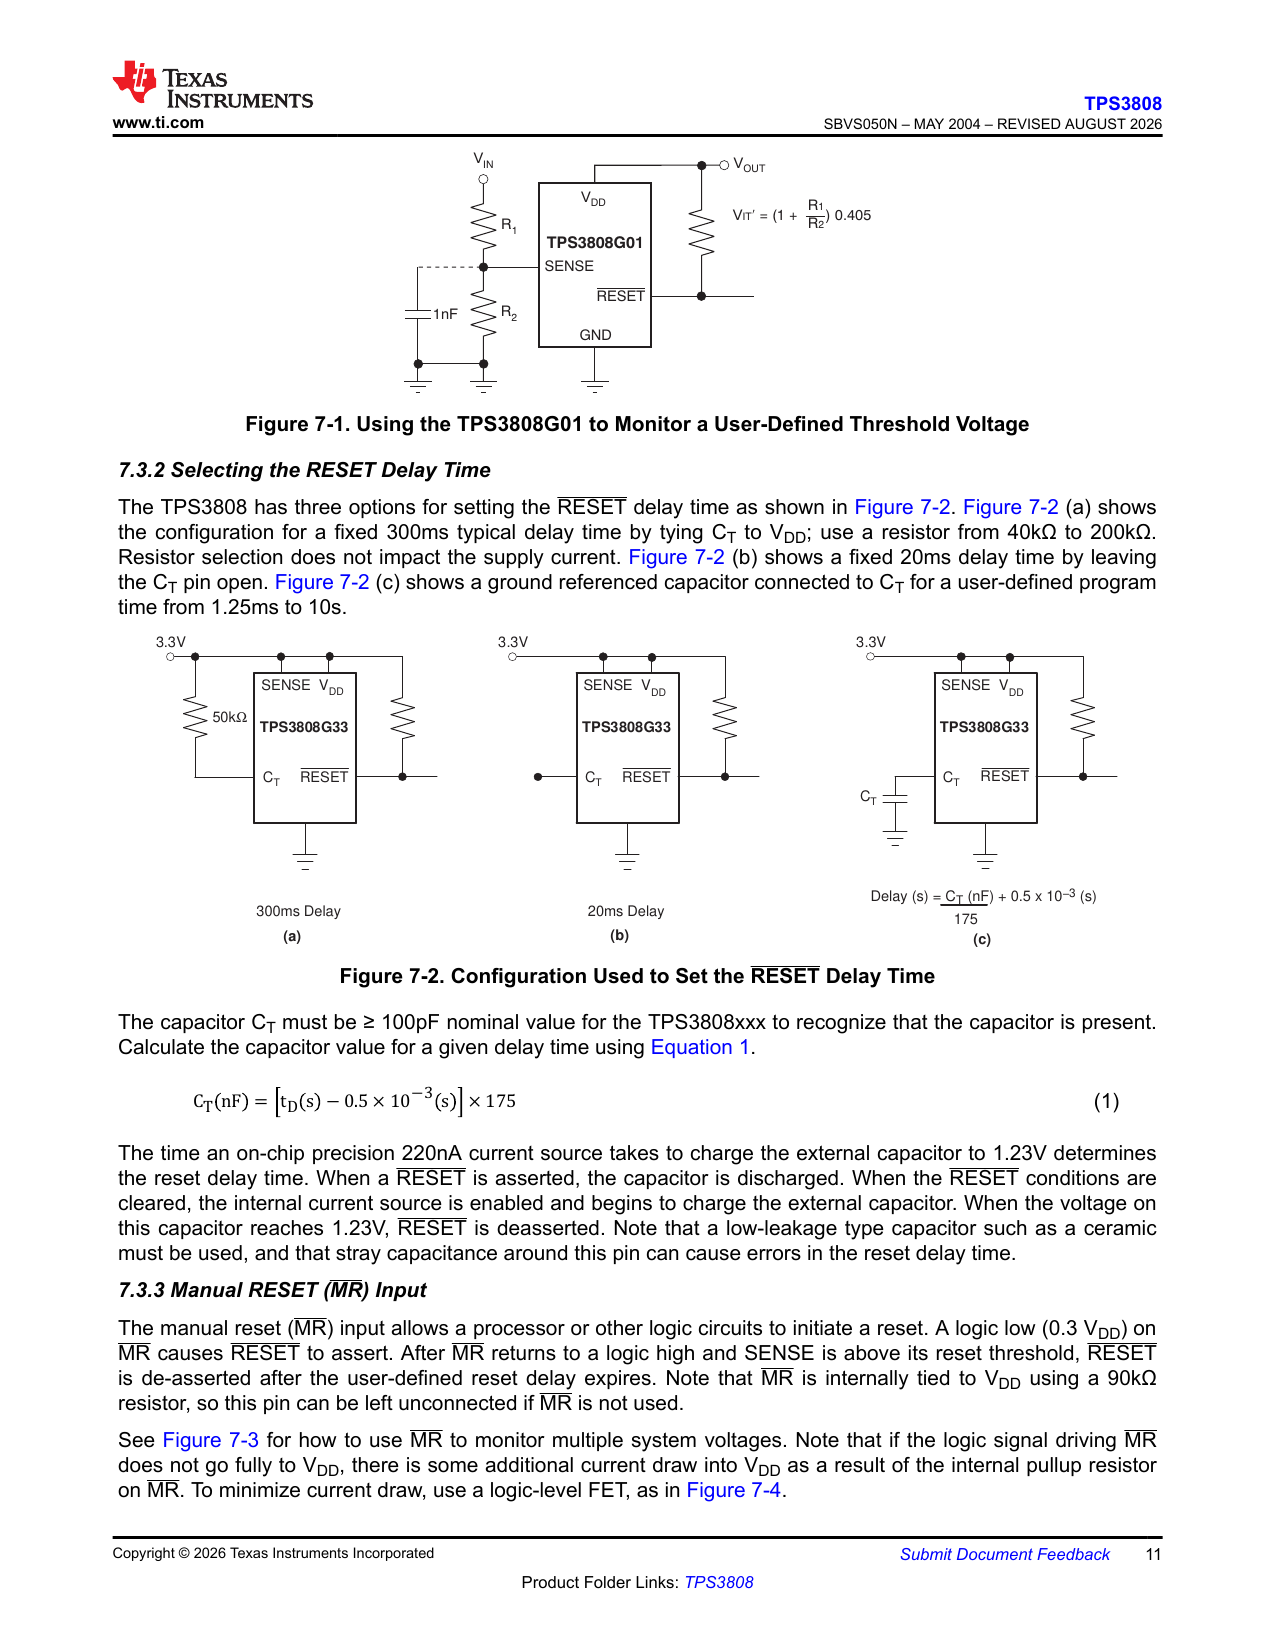 TEXAS
INSTRUMENTS
www.ti.com
TPS3808
SBVS050N – MAY 2004 – REVISED AUGUST 2026
VIN
VOUT
VDD
VIT′ = (1 + R1/R2) 0.405
R1
TPS3808G01
SENSE
RESET
1nF
R2
GND
Figure 7-1. Using the TPS3808G01 to Monitor a User-Defined Threshold Voltage
7.3.2 Selecting the RESET Delay Time
The TPS3808 has three options for setting the RESET delay time as shown in Figure 7-2. Figure 7-2 (a) shows
the configuration for a fixed 300ms typical delay time by tying CT to VDD; use a resistor from 40kΩ to 200kΩ.
Resistor selection does not impact the supply current. Figure 7-2 (b) shows a fixed 20ms delay time by leaving
the CT pin open. Figure 7-2 (c) shows a ground referenced capacitor connected to CT for a user-defined program
time from 1.25ms to 10s.
3.3V
SENSE VDD
50kΩ
TPS3808G33
CT RESET
300ms Delay
(a)
3.3V
SENSE VDD
TPS3808G33
CT RESET
20ms Delay
(b)
3.3V
SENSE VDD
TPS3808G33
CT RESET
CT
Delay (s) = CT (nF) + 0.5 x 10–3 (s)
175
(c)
Figure 7-2. Configuration Used to Set the RESET Delay Time
The capacitor CT must be ≥ 100pF nominal value for the TPS3808xxx to recognize that the capacitor is present.
Calculate the capacitor value for a given delay time using Equation 1.
CT(nF) = [tD(s) − 0.5 × 10−3(s)] × 175 (1)
The time an on-chip precision 220nA current source takes to charge the external capacitor to 1.23V determines
the reset delay time. When a RESET is asserted, the capacitor is discharged. When the RESET conditions are
cleared, the internal current source is enabled and begins to charge the external capacitor. When the voltage on
this capacitor reaches 1.23V, RESET is deasserted. Note that a low-leakage type capacitor such as a ceramic
must be used, and that stray capacitance around this pin can cause errors in the reset delay time.
7.3.3 Manual RESET (MR) Input
The manual reset (MR) input allows a processor or other logic circuits to initiate a reset. A logic low (0.3 VDD) on
MR causes RESET to assert. After MR returns to a logic high and SENSE is above its reset threshold, RESET
is de-asserted after the user-defined reset delay expires. Note that MR is internally tied to VDD using a 90kΩ
resistor, so this pin can be left unconnected if MR is not used.
See Figure 7-3 for how to use MR to monitor multiple system voltages. Note that if the logic signal driving MR
does not go fully to VDD, there is some additional current draw into VDD as a result of the internal pullup resistor
on MR. To minimize current draw, use a logic-level FET, as in Figure 7-4.
Copyright © 2026 Texas Instruments Incorporated
Submit Document Feedback 11
Product Folder Links: TPS3808